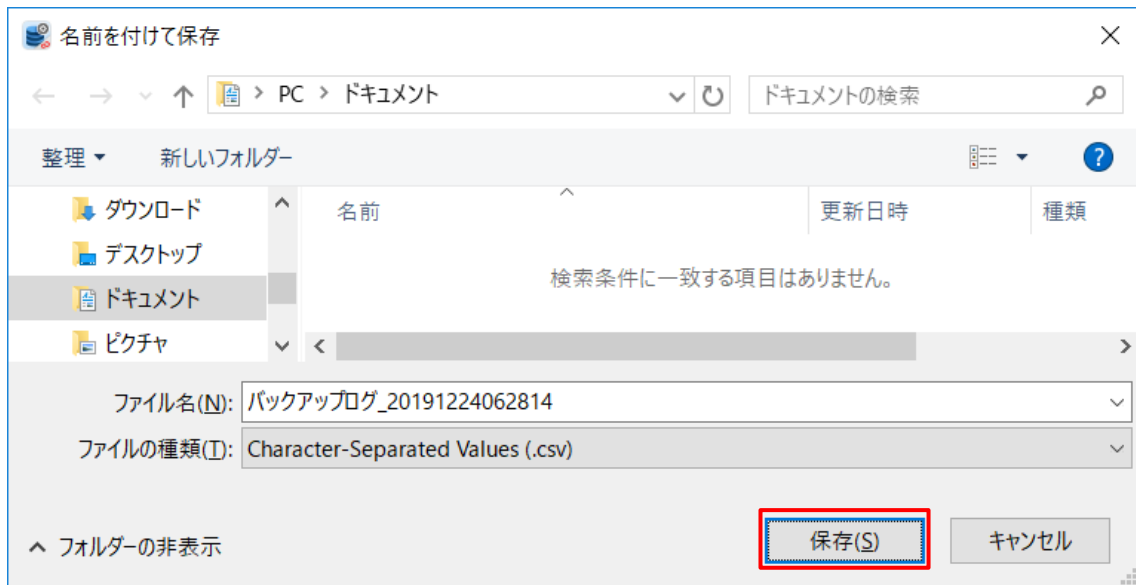 名前を付けて保存
PC > ドキュメント
ドキュメントの検索
整理
新しいフォルダー
?
ダウンロード
デスクトップ
ドキュメント
ピクチャ
名前
更新日時
種類
検索条件に一致する項目はありません。
ファイル名(N): バックアップログ_20191224062814
ファイルの種類(T): Character-Separated Values (.csv)
フォルダーの非表示
保存(S)
キャンセル